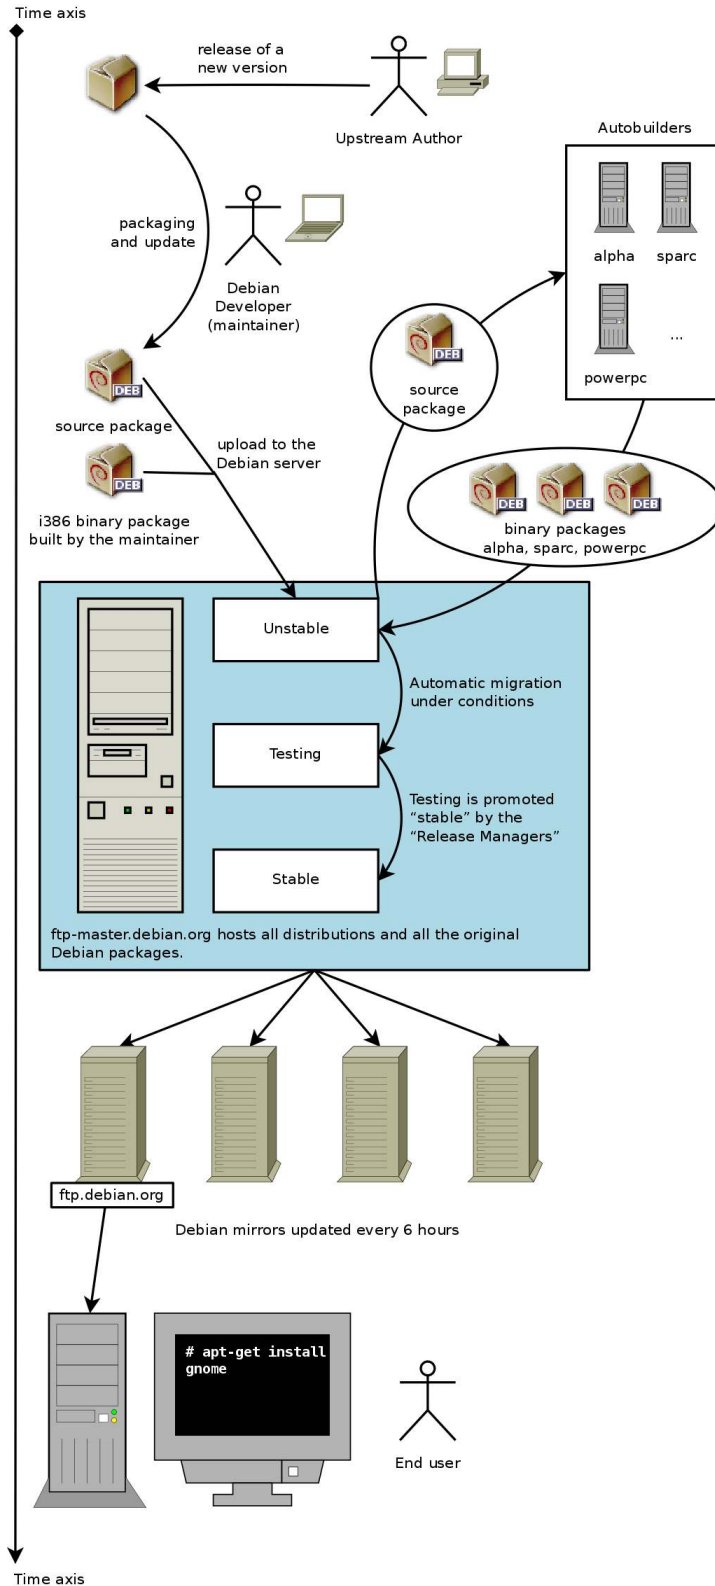 Time axis
release of a
new version
Upstream Author
Autobuilders
alpha
sparc
powerpc
...
packaging
and update
Debian
Developer
(maintainer)
DEB
source package
DEB
i386 binary package
built by the maintainer
upload to the
Debian server
DEB
source
package
DEB
DEB
DEB
binary packages
alpha, sparc, powerpc
Unstable
Automatic migration
under conditions
Testing
Testing is promoted
“stable” by the
“Release Managers”
Stable
ftp-master.debian.org hosts all distributions and all the original
Debian packages.
ftp.debian.org
Debian mirrors updated every 6 hours
# apt-get install
gnome
End user
Time axis